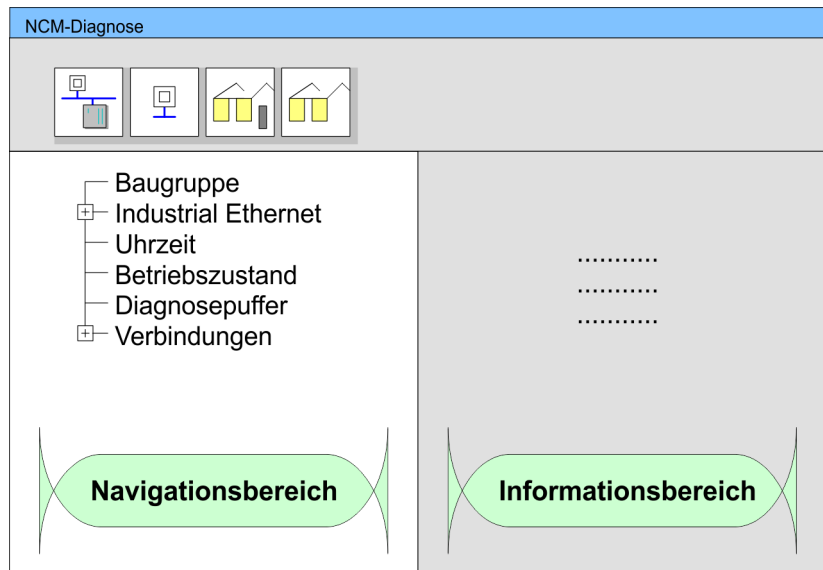 NCM-Diagnose
Baugruppe
Industrial Ethernet
Uhrzeit
Betriebszustand
Diagnosepuffer
Verbindungen
...........
...........
...........
Navigationsbereich
Informationsbereich